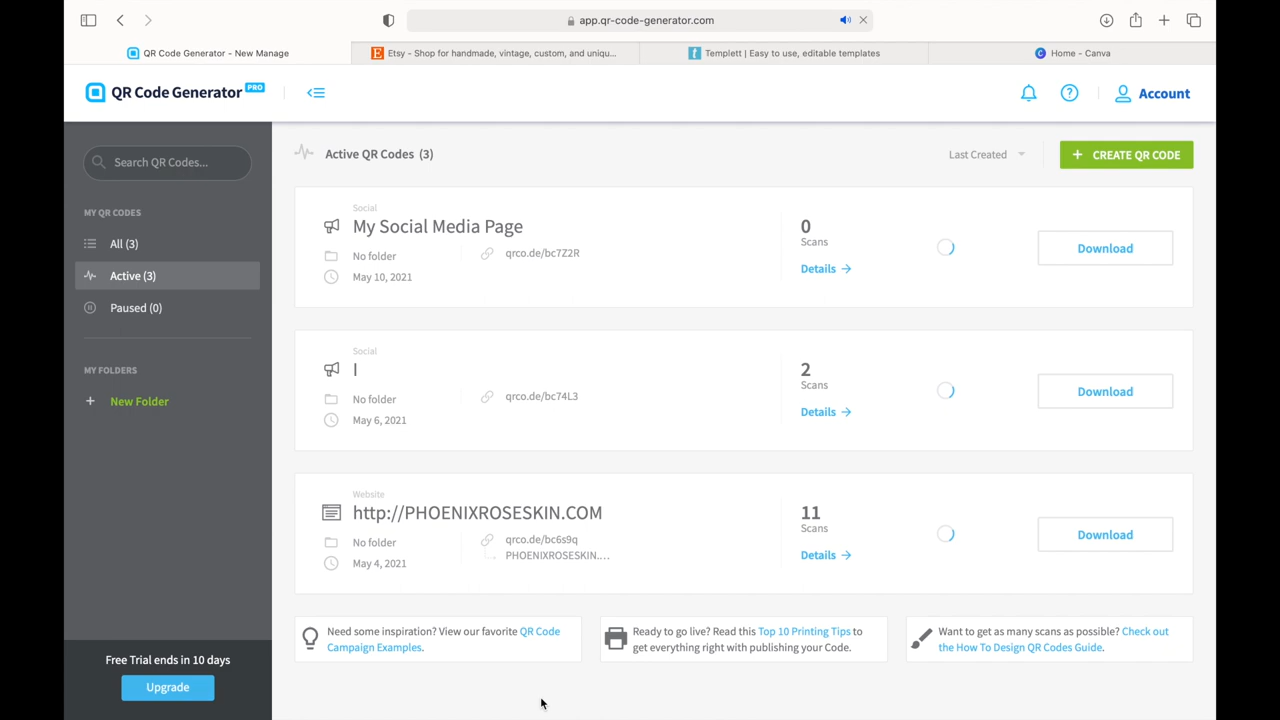 app.qr-code-generator.com
QR Code Generator - New Manage
Etsy - Shop for handmade, vintage, custom, and uniqu...
Templett | Easy to use, editable templates
Home - Canva
QR Code Generator PRO
Account
Search QR Codes...
MY QR CODES
All (3)
Active (3)
Paused (0)
MY FOLDERS
+ New Folder
Free Trial ends in 10 days
Upgrade
Active QR Codes (3)
Last Created
+ CREATE QR CODE
Social
My Social Media Page
No folder
qrco.de/bc7Z2R
May 10, 2021
0
Scans
Details →
Download
Social
I
No folder
qrco.de/bc74L3
May 6, 2021
2
Scans
Details →
Download
Website
http://PHOENIXROSESKIN.COM
No folder
qrco.de/bc6s9q
PHOENIXROSESKIN....
May 4, 2021
11
Scans
Details →
Download
Need some inspiration? View our favorite QR Code
Campaign Examples.
Ready to go live? Read this Top 10 Printing Tips to
get everything right with publishing your Code.
Want to get as many scans as possible? Check out
the How To Design QR Codes Guide.